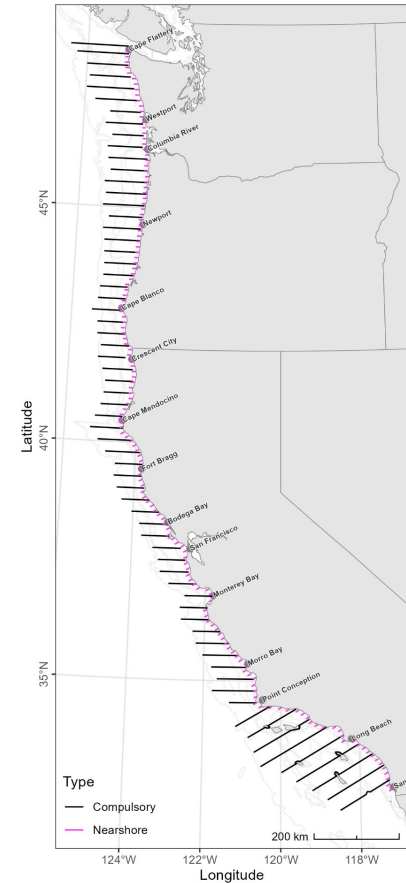 Cape Flattery
Westport
Columbia River
45°N
Newport
Cape Blanco
Crescent City
Cape Mendocino
Latitude
40°N
Fort Bragg
Bodega Bay
San Francisco
Monterey Bay
35°N
Morro Bay
Point Conception
Long Beach
Type
San
Compulsory
Nearshore
200 km
124°W 122°W 120°W 118°W
Longitude